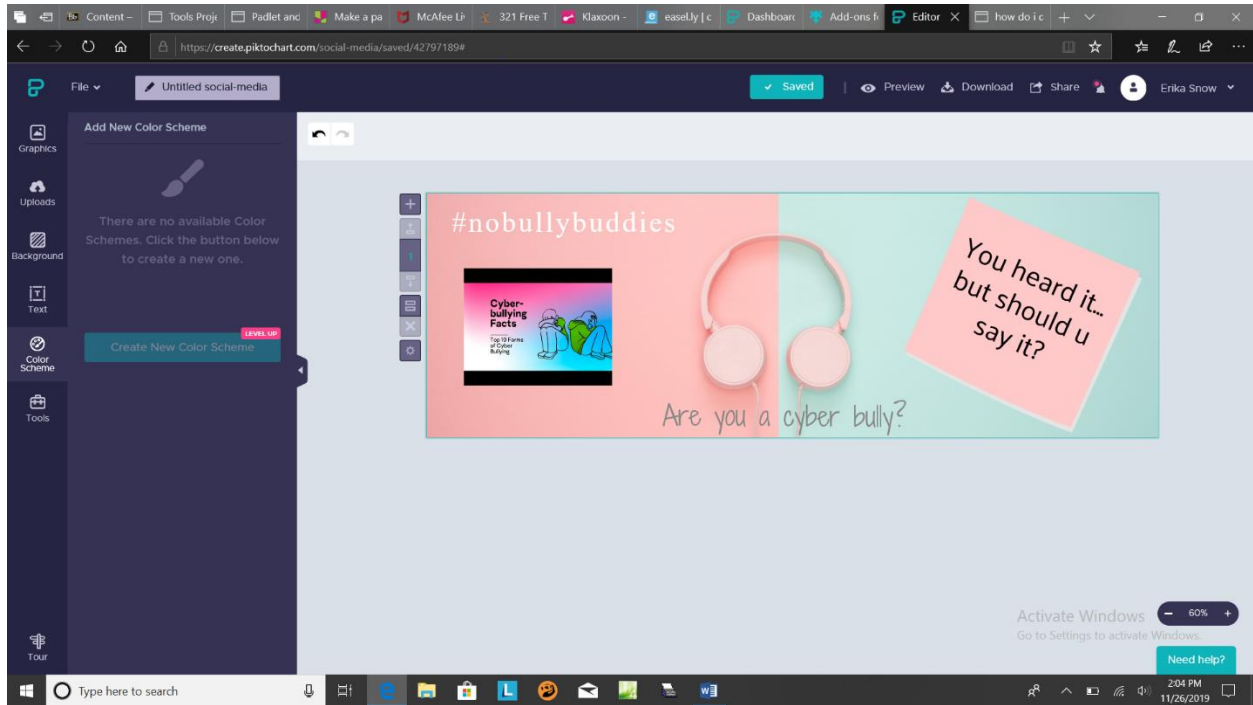 Content –
Tools Proje
Padlet and
Make a pa
McAfee Li
321 Free T
Klaxoon -
easel.ly | c
Dashboard
Add-ons f
Editor
how do i c
https://create.piktochart.com/social-media/saved/42797189#
File
Untitled social-media
Saved
Preview
Download
Share
Erika Snow
Graphics
Uploads
Background
Text
Color
Scheme
Tools
Tour
Add New Color Scheme
There are no available Color
Schemes. Click the button below
to create a new one.
LEVEL UP
Create New Color Scheme
1
#nobullybuddies
Cyber-
bullying
Facts
Top 10 Forms
of Cyber
Bullying
You heard it...
but should u
say it?
Are you a cyber bully?
Activate Windows
Go to Settings to activate Windows.
60%
Need help?
Type here to search
2:04 PM
11/26/2019